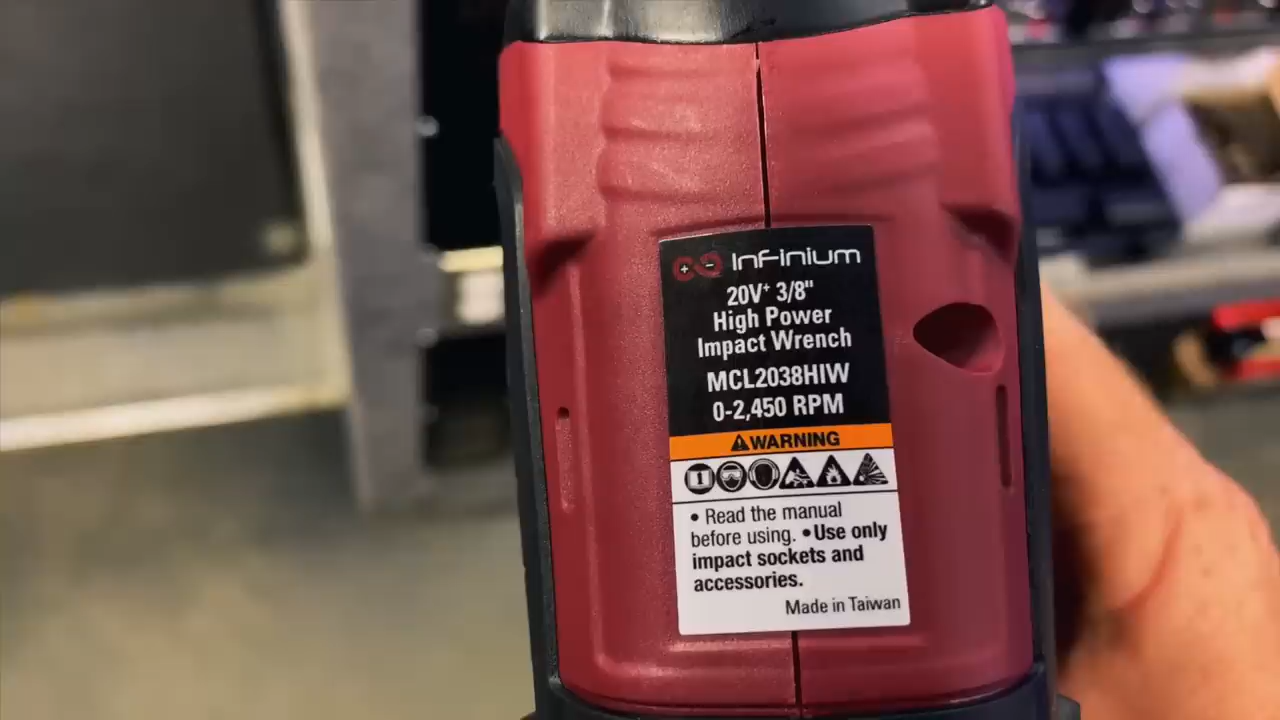 Infinium
20V+ 3/8"
High Power
Impact Wrench
MCL2038HIW
0-2,450 RPM
WARNING
• Read the manual
before using. •Use only
impact sockets and
accessories.
Made in Taiwan